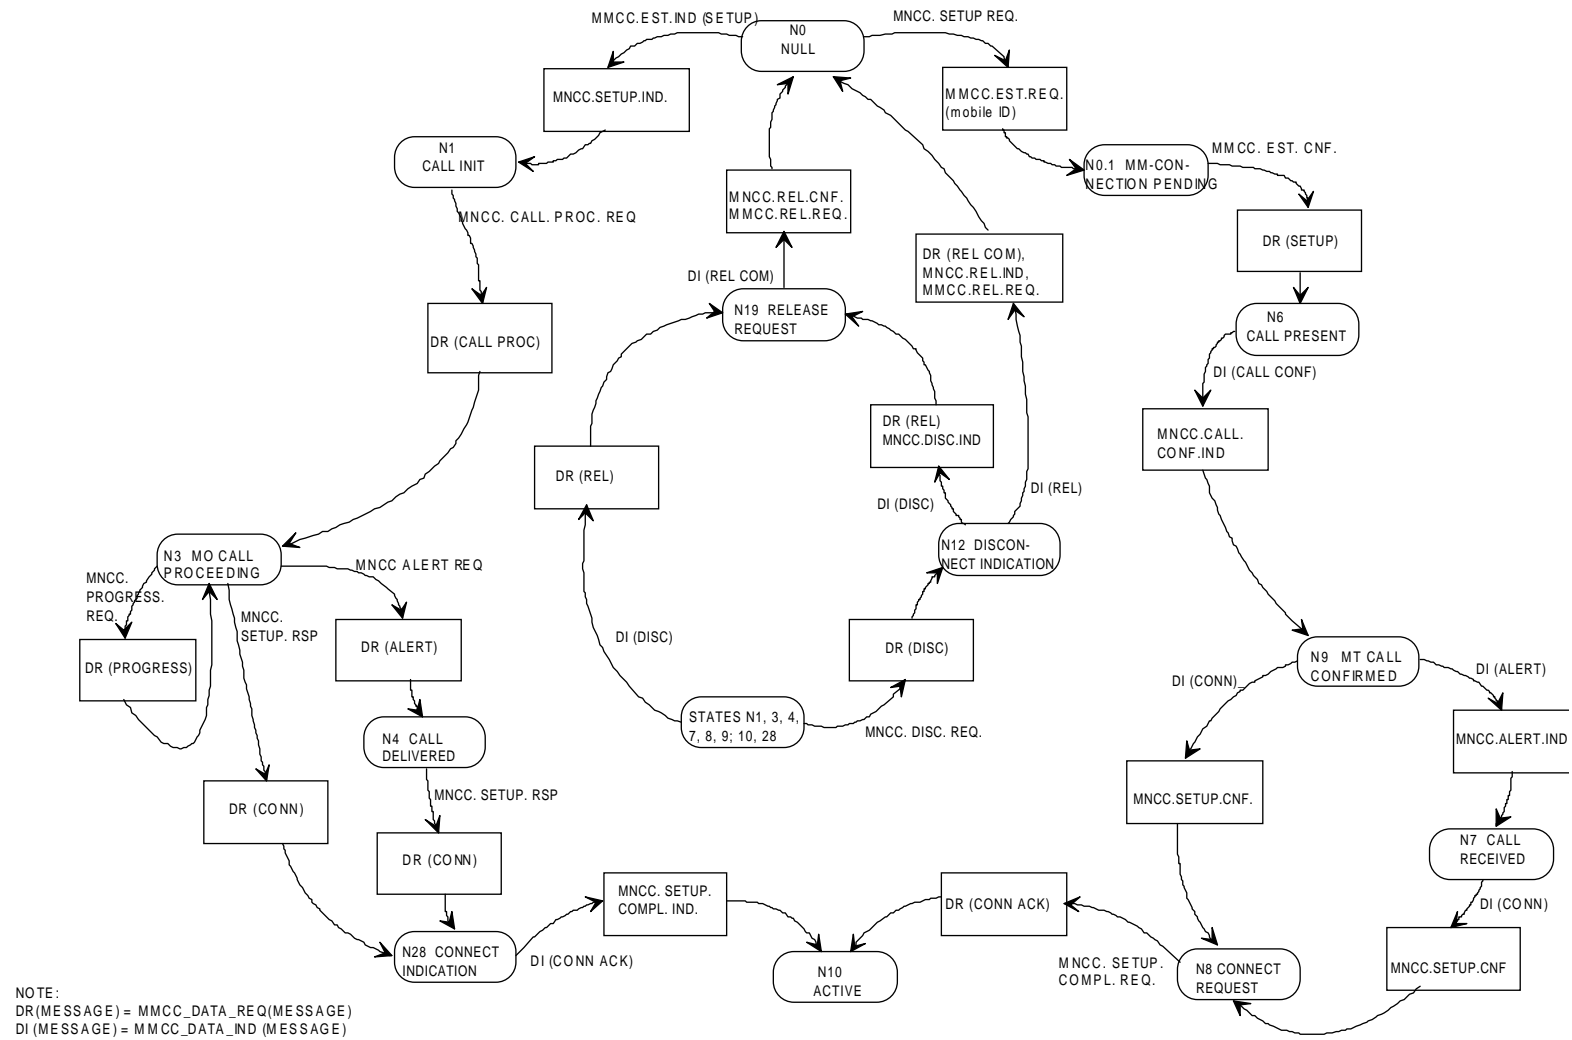 MMCC.EST.IND (SETUP)
N0
NULL
MNCC. SETUP REQ.
MNCC.SETUP.IND.
MMCC.EST.REQ.
(mobile ID)
N1
CALL INIT
N0.1 MM-CON-
NECTION PENDING
MMCC. EST. CNF.
MNCC. CALL. PROC. REQ
MNCC.REL.CNF.
MMCC.REL.REQ.
DR (SETUP)
DR (REL COM),
MNCC.REL.IND,
MMCC.REL.REQ.
DI (REL COM)
N19 RELEASE
REQUEST
N6
CALL PRESENT
DR (CALL PROC)
DI (CALL CONF)
DR (REL)
MNCC.DISC.IND
MNCC.CALL.
CONF.IND
DR (REL)
DI (DISC)
DI (REL)
N3 MO CALL
PROCEEDING
MNCC ALERT REQ
N12 DISCON-
NECT INDICATION
MNCC.
PROGRESS.
REQ.
MNCC.
SETUP. RSP
DI (DISC)
DR (ALERT)
DR (DISC)
DR (PROGRESS)
N9 MT CALL
CONFIRMED
DI (ALERT)
DI (CONN)_
STATES N1, 3, 4,
7, 8, 9; 10, 28
MNCC. DISC. REQ.
N4 CALL
DELIVERED
MNCC.ALERT.IND
MNCC. SETUP. RSP
DR (CONN)
MNCC.SETUP.CNF.
N7 CALL
RECEIVED
DR (CONN)
MNCC. SETUP.
COMPL. IND.
DR (CONN ACK)
DI (CONN)
N28 CONNECT
INDICATION
DI (CONN ACK)
N10
ACTIVE
MNCC. SETUP.
COMPL. REQ.
N8 CONNECT
REQUEST
MNCC.SETUP.CNF
NOTE:
DR(MESSAGE) = MMCC_DATA_REQ(MESSAGE)
DI (MESSAGE) = MMCC_DATA_IND (MESSAGE)